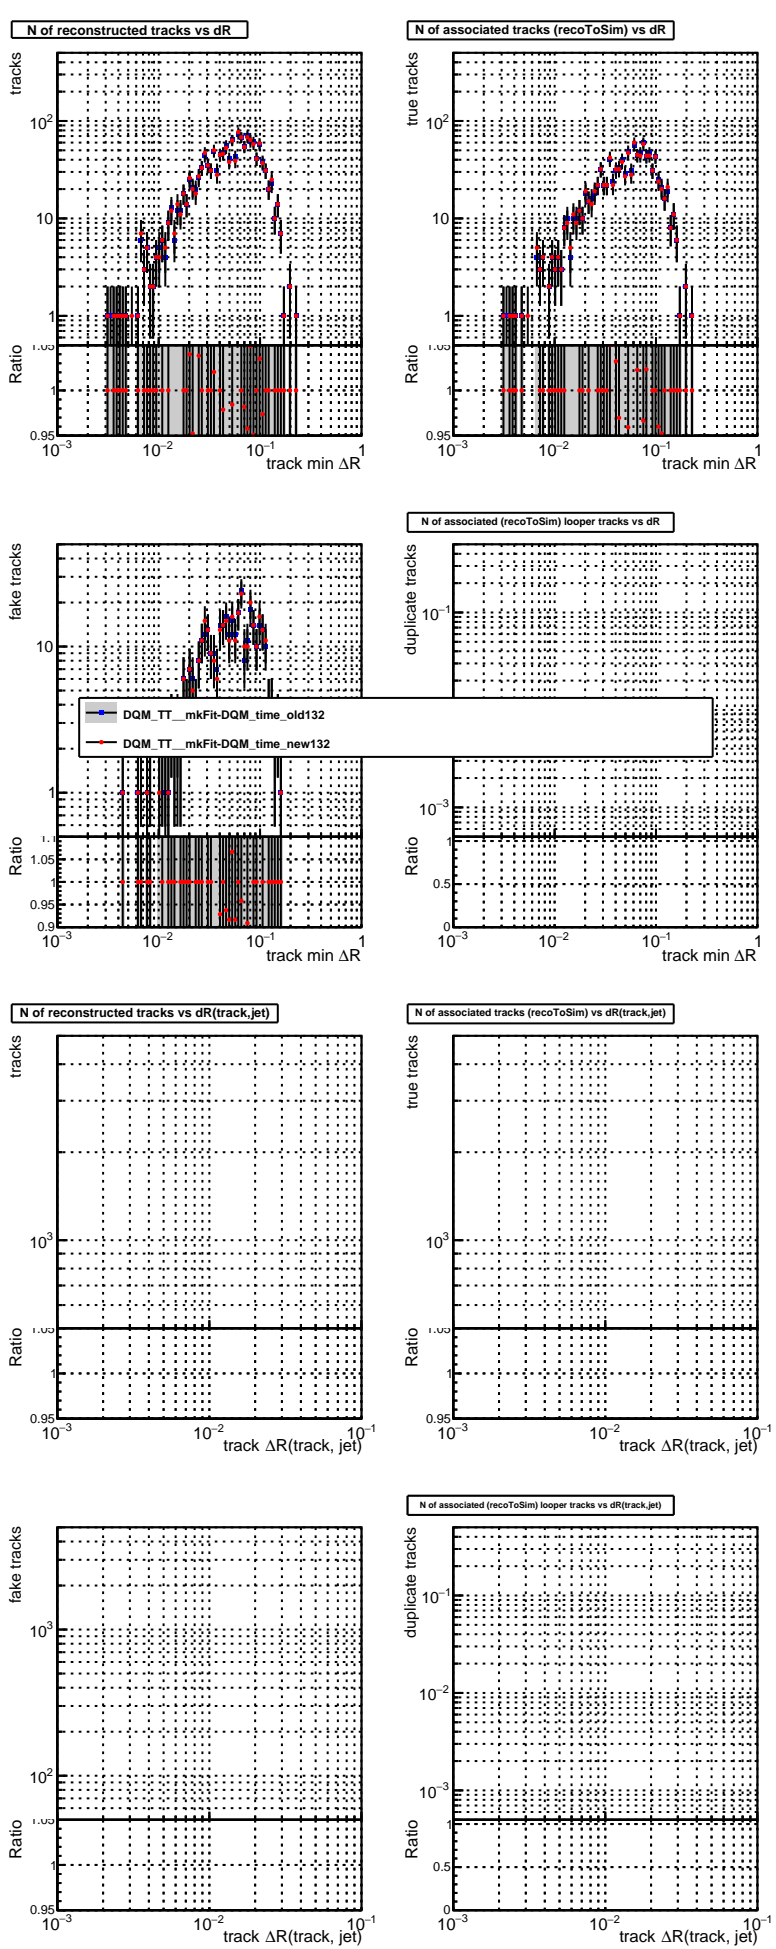 N of reconstructed tracks vs dR
tracks
10²
10
1
Ratio
1.05
1
0.95
10⁻³ 10⁻² 10⁻¹ 1
track min ΔR
N of associated tracks (recoToSim) vs dR
true tracks
10²
10
1
Ratio
1.05
1
0.95
10⁻³ 10⁻² 10⁻¹ 1
track min ΔR
fake tracks
10
1
Ratio
1.1
1.05
1
0.95
0.9
10⁻³ 10⁻² 10⁻¹ 1
track min ΔR
N of associated (recoToSim) looper tracks vs dR
duplicate tracks
10⁻¹
10⁻³
Ratio
1
0.5
0
10⁻³ 10⁻² 10⁻¹ 1
track min ΔR
DQM_TT__mkFit-DQM_time_old132
DQM_TT__mkFit-DQM_time_new132
N of reconstructed tracks vs dR(track,jet)
tracks
10³
Ratio
1.05
1
0.95
10⁻³ 10⁻² 10⁻¹
track ΔR(track, jet)
N of associated tracks (recoToSim) vs dR(track,jet)
true tracks
10³
Ratio
1.05
1
0.95
10⁻³ 10⁻² 10⁻¹
track ΔR(track, jet)
fake tracks
10³
10²
Ratio
1.05
1
0.95
10⁻³ 10⁻² 10⁻¹
track ΔR(track, jet)
N of associated (recoToSim) looper tracks vs dR(track,jet)
duplicate tracks
10⁻¹
10⁻²
10⁻³
Ratio
1
0.5
0
10⁻³ 10⁻² 10⁻¹
track ΔR(track, jet)